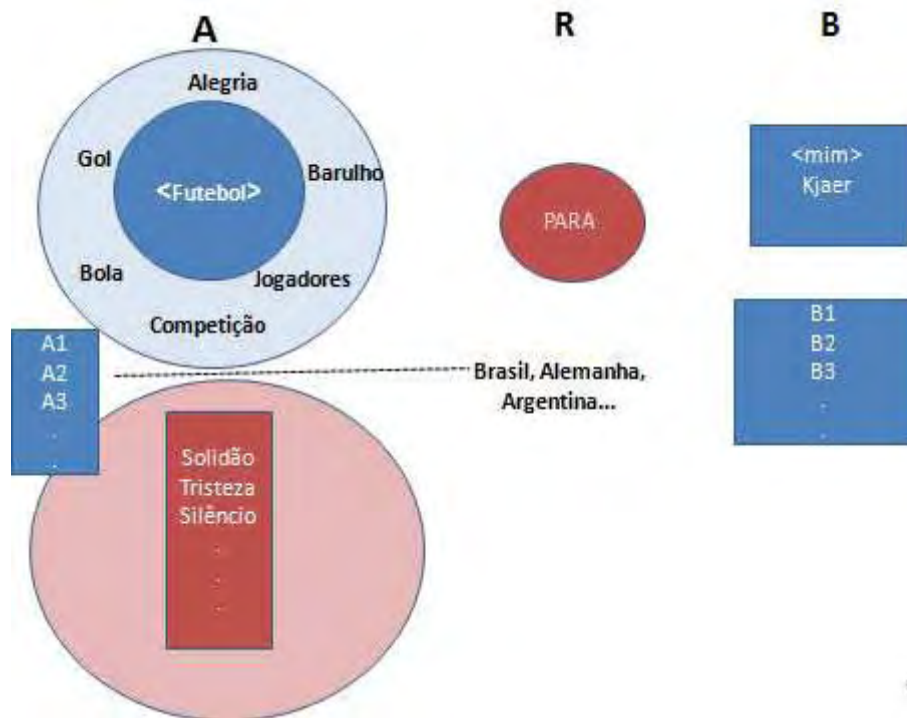 A
R
B
Alegria
Gol
Barulho
<Futebol>
Bola
Jogadores
Competição
PARA
<mim>
Kjaer
A1
A2
A3
.
.
Brasil, Alemanha,
Argentina...
B1
B2
B3
.
.
Solidão
Tristeza
Silêncio
.
.
.